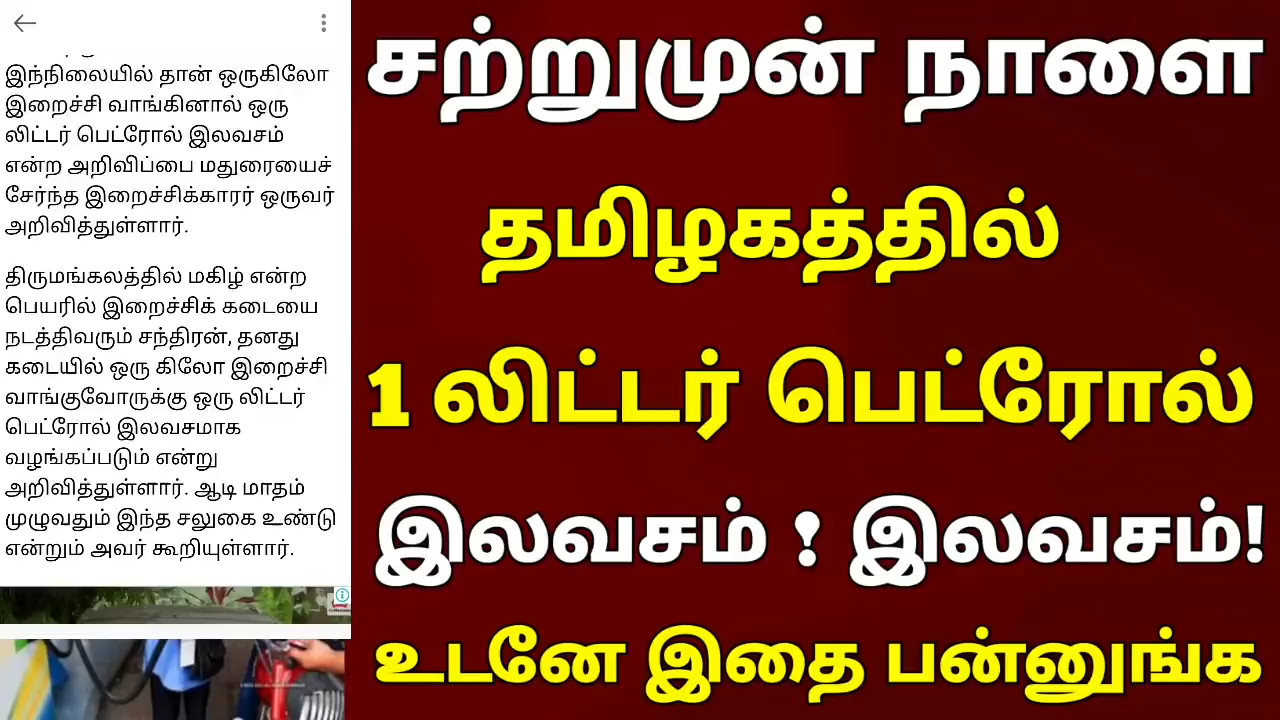 இந்நிலையில் தான் ஒருகிலோ
இறைச்சி வாங்கினால் ஒரு
லிட்டர் பெட்ரோல் இலவசம்
என்ற அறிவிப்பை மதுரையைச்
சேர்ந்த இறைச்சிக்காரர் ஒருவர்
அறிவித்துள்ளார்.
திருமங்கலத்தில் மகிழ் என்ற
பெயரில் இறைச்சிக் கடையை
நடத்திவரும் சந்திரன், தனது
கடையில் ஒரு கிலோ இறைச்சி
வாங்குவோருக்கு ஒரு லிட்டர்
பெட்ரோல் இலவசமாக
வழங்கப்படும் என்று
அறிவித்துள்ளார். ஆடி மாதம்
முழுவதும் இந்த சலுகை உண்டு
என்றும் அவர் கூறியுள்ளார்.
சற்றுமுன் நாளை
தமிழகத்தில்
1 லிட்டர் பெட்ரோல்
இலவசம் ! இலவசம்!
உடனே இதை பன்னுங்க